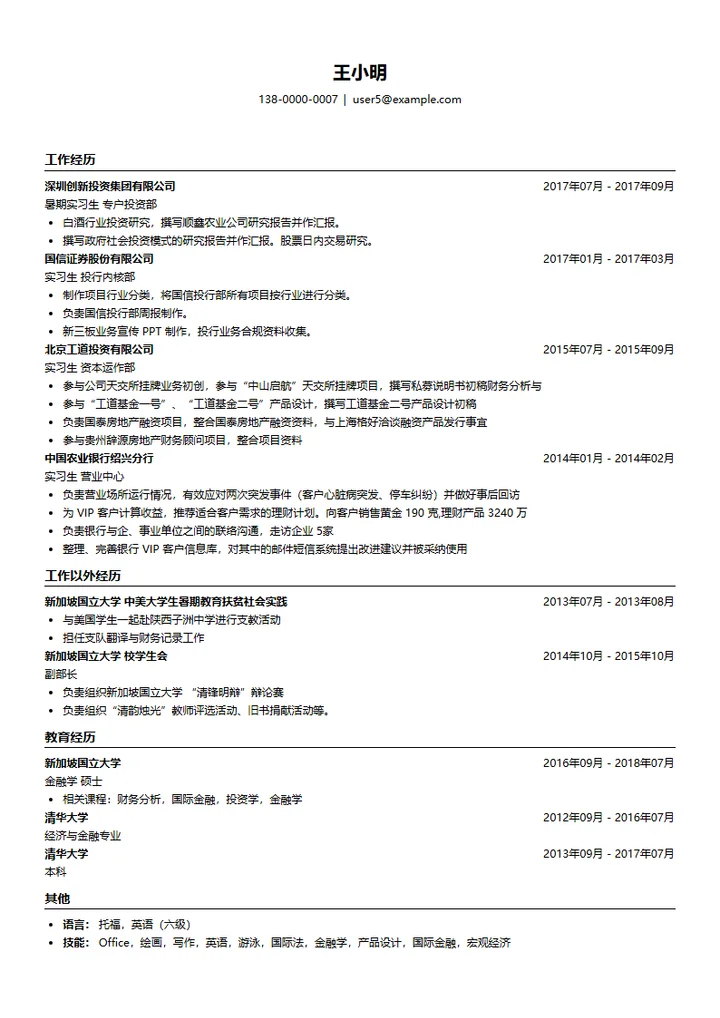 王小明
138-0000-0007 | user5@example.com
工作经历
深圳创新投资集团有限公司 2017年07月 - 2017年09月
暑期实习生 专户投资部
• 白酒行业投资研究，撰写顺鑫农业公司研究报告并作汇报。
• 撰写政府社会投资模式的研究报告并作汇报。股票日内交易研究。
国信证券股份有限公司 2017年01月 - 2017年03月
实习生 投行内核部
• 制作项目行业分类，将国信投行部所有项目按行业进行分类。
• 负责国信投行部周报制作。
• 新三板业务宣传 PPT 制作，投行业务合规资料收集。
北京工道投资有限公司 2015年07月 - 2015年09月
实习生 资本运作部
• 参与公司天交所挂牌业务初创，参与“中山启航”天交所挂牌项目，撰写私募说明书初稿财务分析与
• 参与“工道基金一号”、“工道基金二号”产品设计，撰写工道基金二号产品设计初稿
• 负责国泰房地产融资项目，整合国泰房地产融资资料，与上海格好洽谈融资产品发行事宜
• 参与贵州辞源房地产财务顾问项目，整合项目资料
中国农业银行绍兴分行 2014年01月 - 2014年02月
实习生 营业中心
• 负责营业场所运行情况，有效应对两次突发事件（客户心脏病突发、停车纠纷）并做好事后回访
• 为 VIP 客户计算收益，推荐适合客户需求的理财计划。向客户销售黄金 190 克,理财产品 3240 万
• 负责银行与企、事业单位之间的联络沟通，走访企业 5家
• 整理、完善银行 VIP 客户信息库，对其中的邮件短信系统提出改进建议并被采纳使用
工作以外经历
新加坡国立大学 中美大学生暑期教育扶贫社会实践 2013年07月 - 2013年08月
• 与美国学生一起赴陕西子洲中学进行支教活动
• 担任支队翻译与财务记录工作
新加坡国立大学 校学生会 2014年10月 - 2015年10月
副部长
• 负责组织新加坡国立大学 “清锋明辩”辩论赛
• 负责组织“清韵烛光”教师评选活动、旧书捐献活动等。
教育经历
新加坡国立大学 2016年09月 - 2018年07月
金融学 硕士
• 相关课程：财务分析，国际金融，投资学，金融学
清华大学 2012年09月 - 2016年07月
经济与金融专业
清华大学 2013年09月 - 2017年07月
本科
其他
• 语言： 托福，英语（六级）
• 技能： Office，绘画，写作，英语，游泳，国际法，金融学，产品设计，国际金融，宏观经济